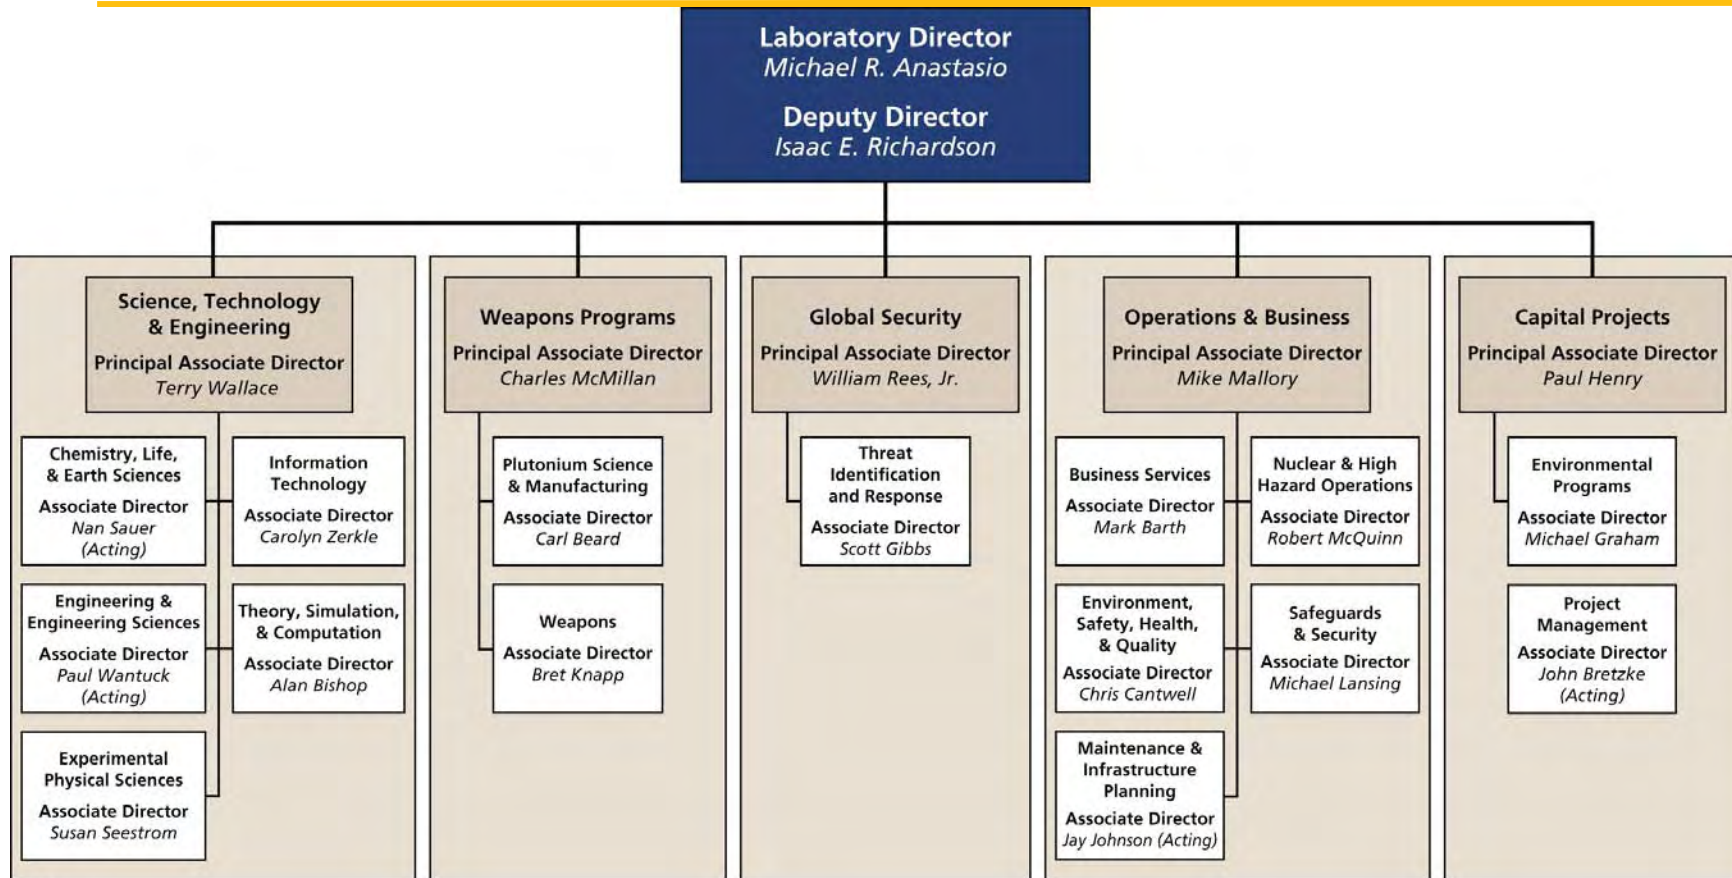 Laboratory Director
Michael R. Anastasio
Deputy Director
Isaac E. Richardson
Science, Technology
& Engineering
Principal Associate Director
Terry Wallace
Chemistry, Life,
& Earth Sciences
Associate Director
Nan Sauer
(Acting)
Information
Technology
Associate Director
Carolyn Zerkle
Engineering &
Engineering Sciences
Associate Director
Paul Wantuck
(Acting)
Theory, Simulation,
& Computation
Associate Director
Alan Bishop
Experimental
Physical Sciences
Associate Director
Susan Seestrom
Weapons Programs
Principal Associate Director
Charles McMillan
Plutonium Science
& Manufacturing
Associate Director
Carl Beard
Weapons
Associate Director
Bret Knapp
Global Security
Principal Associate Director
William Rees, Jr.
Threat
Identification
and Response
Associate Director
Scott Gibbs
Operations & Business
Principal Associate Director
Mike Mallory
Business Services
Associate Director
Mark Barth
Nuclear & High
Hazard Operations
Associate Director
Robert McQuinn
Environment,
Safety, Health,
& Quality
Associate Director
Chris Cantwell
Safeguards
& Security
Associate Director
Michael Lansing
Maintenance &
Infrastructure
Planning
Associate Director
Jay Johnson (Acting)
Capital Projects
Principal Associate Director
Paul Henry
Environmental
Programs
Associate Director
Michael Graham
Project
Management
Associate Director
John Bretzke
(Acting)